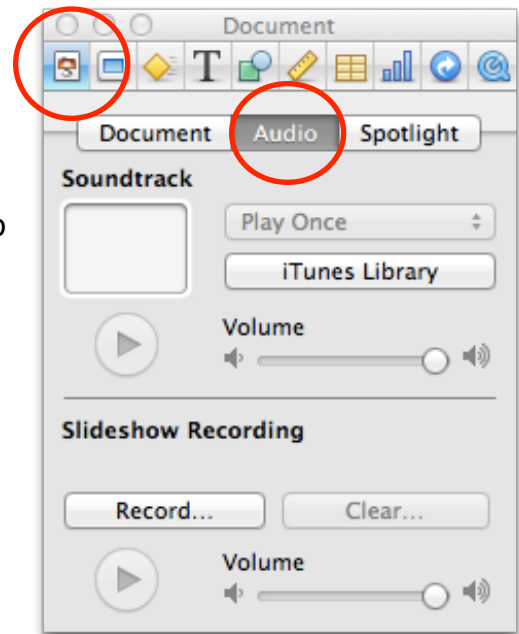 Document
T
Document Audio Spotlight
Soundtrack
Play Once
iTunes Library
Volume
Slideshow Recording
Record... Clear...
Volume